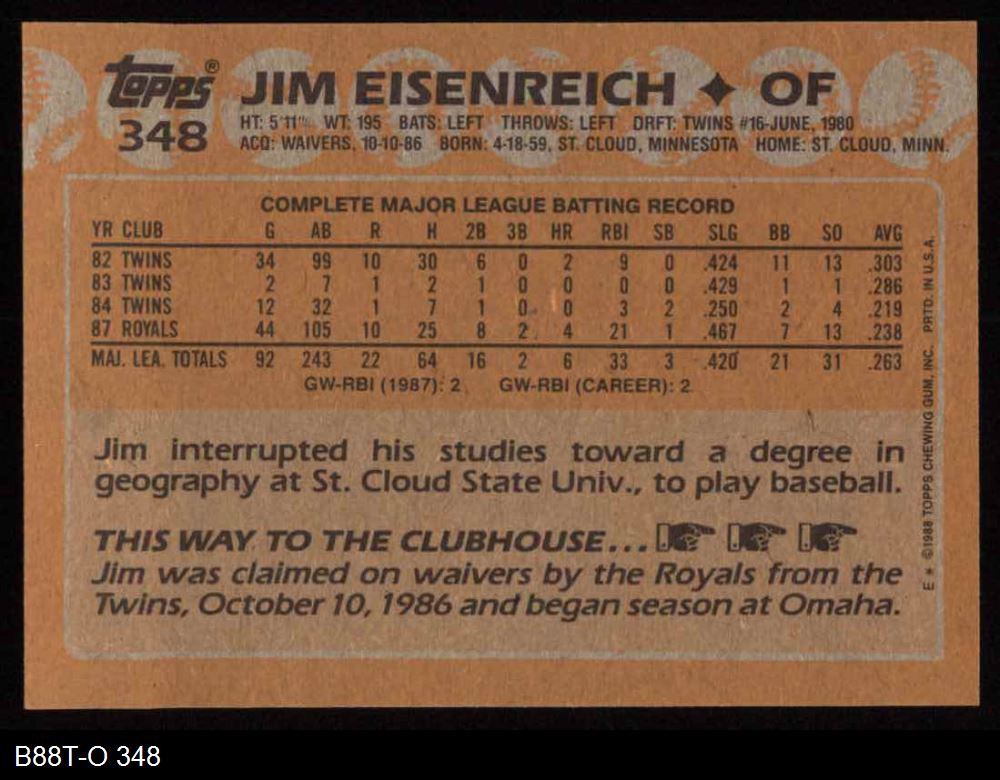 topps® JIM EISENREICH ✦ OF
348
HT: 5'11" WT: 195 BATS: LEFT THROWS: LEFT DRFT: TWINS #16-JUNE, 1980
ACQ: WAIVERS, 10-10-86 BORN: 4-18-59, ST. CLOUD, MINNESOTA HOME: ST. CLOUD, MINN.
COMPLETE MAJOR LEAGUE BATTING RECORD
YR CLUB G AB R H 2B 3B HR RBI SB SLG BB SO AVG
82 TWINS 34 99 10 30 6 0 2 9 0 .424 11 13 .303
83 TWINS 2 7 1 2 1 0 0 0 0 .429 1 1 .286
84 TWINS 12 32 1 7 1 0 0 3 2 .250 2 4 .219
87 ROYALS 44 105 10 25 8 2 4 21 1 .467 7 13 .238
MAJ. LEA. TOTALS 92 243 22 64 16 2 6 33 3 .420 21 31 .263
GW-RBI (1987): 2 GW-RBI (CAREER): 2
Jim interrupted his studies toward a degree in
geography at St. Cloud State Univ., to play baseball.
THIS WAY TO THE CLUBHOUSE...
Jim was claimed on waivers by the Royals from the
Twins, October 10, 1986 and began season at Omaha.
E * ©1988 TOPPS CHEWING GUM, INC. PRTD. IN U.S.A.
B88T-O 348